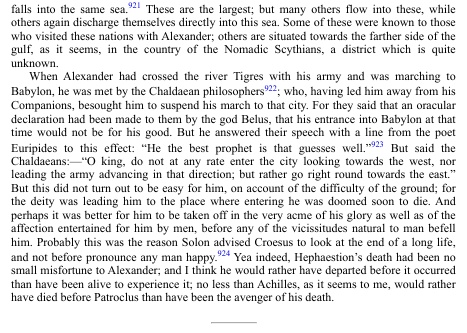 falls into the same sea.921 These are the largest; but many others flow into these, while
others again discharge themselves directly into this sea. Some of these were known to those
who visited these nations with Alexander; others are situated towards the farther side of the
gulf, as it seems, in the country of the Nomadic Scythians, a district which is quite
unknown.
When Alexander had crossed the river Tigres with his army and was marching to
Babylon, he was met by the Chaldaean philosophers922; who, having led him away from his
Companions, besought him to suspend his march to that city. For they said that an oracular
declaration had been made to them by the god Belus, that his entrance into Babylon at that
time would not be for his good. But he answered their speech with a line from the poet
Euripides to this effect: “He the best prophet is that guesses well.”923 But said the
Chaldaeans:—“O king, do not at any rate enter the city looking towards the west, nor
leading the army advancing in that direction; but rather go right round towards the east.”
But this did not turn out to be easy for him, on account of the difficulty of the ground; for
the deity was leading him to the place where entering he was doomed soon to die. And
perhaps it was better for him to be taken off in the very acme of his glory as well as of the
affection entertained for him by men, before any of the vicissitudes natural to man befell
him. Probably this was the reason Solon advised Croesus to look at the end of a long life,
and not before pronounce any man happy.924 Yea indeed, Hephaestion’s death had been no
small misfortune to Alexander; and I think he would rather have departed before it occurred
than have been alive to experience it; no less than Achilles, as it seems to me, would rather
have died before Patroclus than have been the avenger of his death.